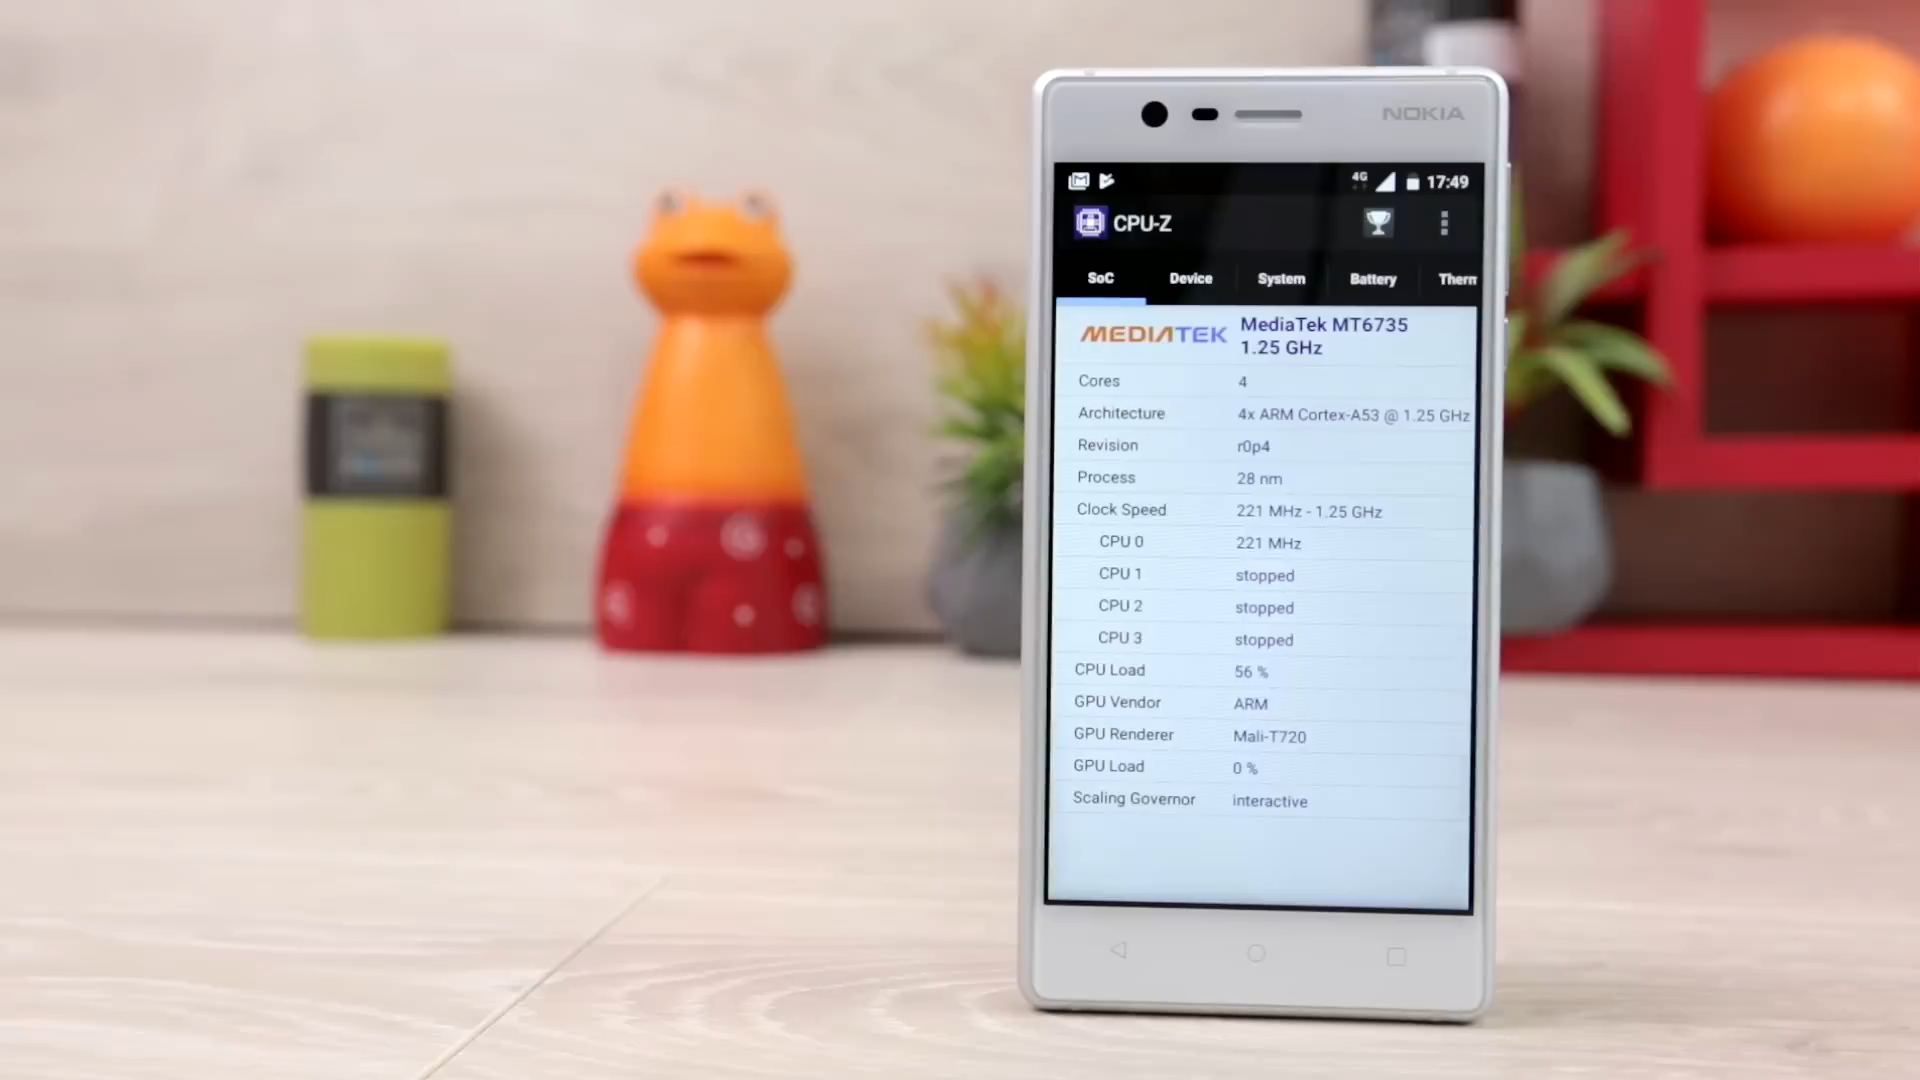 NOKIA
4G 17:49
CPU-Z
SoC Device System Battery Therm
MEDIATEK MediaTek MT6735
1.25 GHz
Cores 4
Architecture 4x ARM Cortex-A53 @ 1.25 GHz
Revision r0p4
Process 28 nm
Clock Speed 221 MHz - 1.25 GHz
CPU 0 221 MHz
CPU 1 stopped
CPU 2 stopped
CPU 3 stopped
CPU Load 56 %
GPU Vendor ARM
GPU Renderer Mali-T720
GPU Load 0 %
Scaling Governor interactive